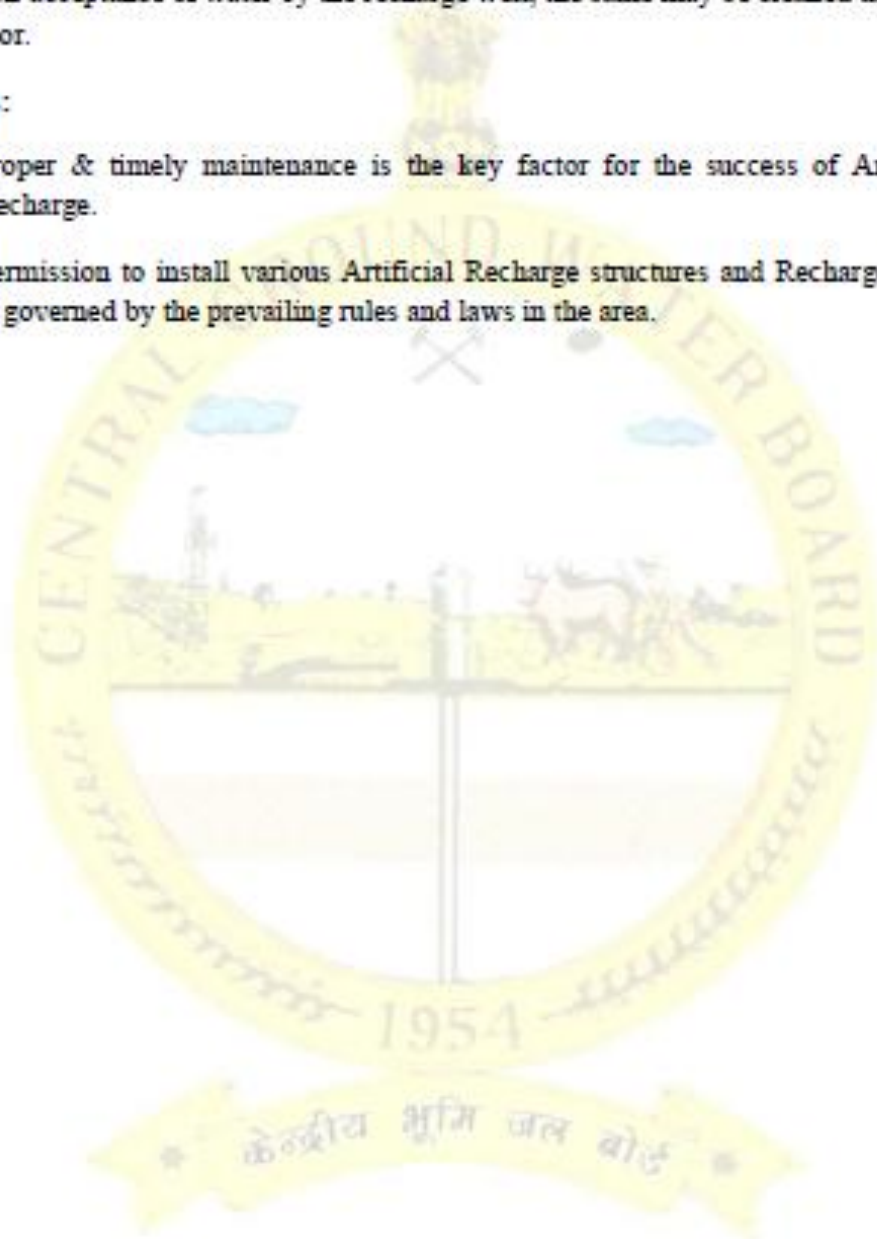 or.
:
roper & timely maintenance is the key factor for the success of Ar
echarge.
ermission to install various Artificial Recharge structures and Recharg
governed by the prevailing rules and laws in the area.
CENTRAL GROUND WATER BOARD
1954
केन्द्रीय भूमि जल बोर्ड